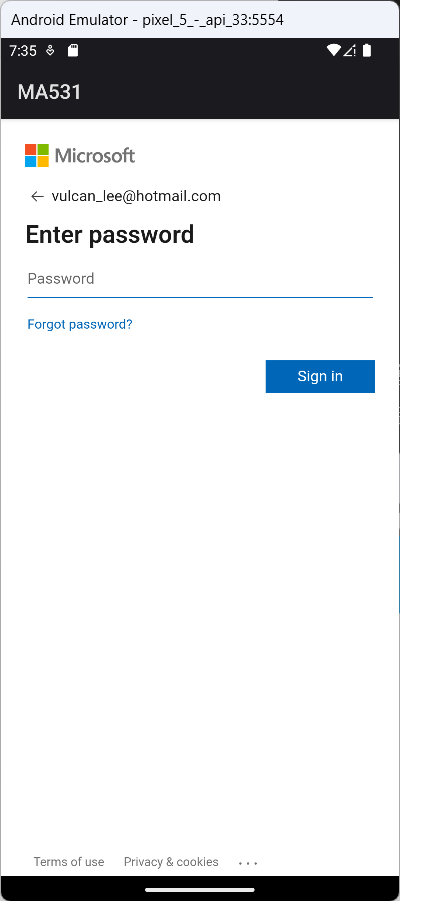 Android Emulator - pixel_5_-_api_33:5554
7:35
MA531
Microsoft
← vulcan_lee@hotmail.com
Enter password
Password
Forgot password?
Sign in
Terms of use Privacy & cookies ...